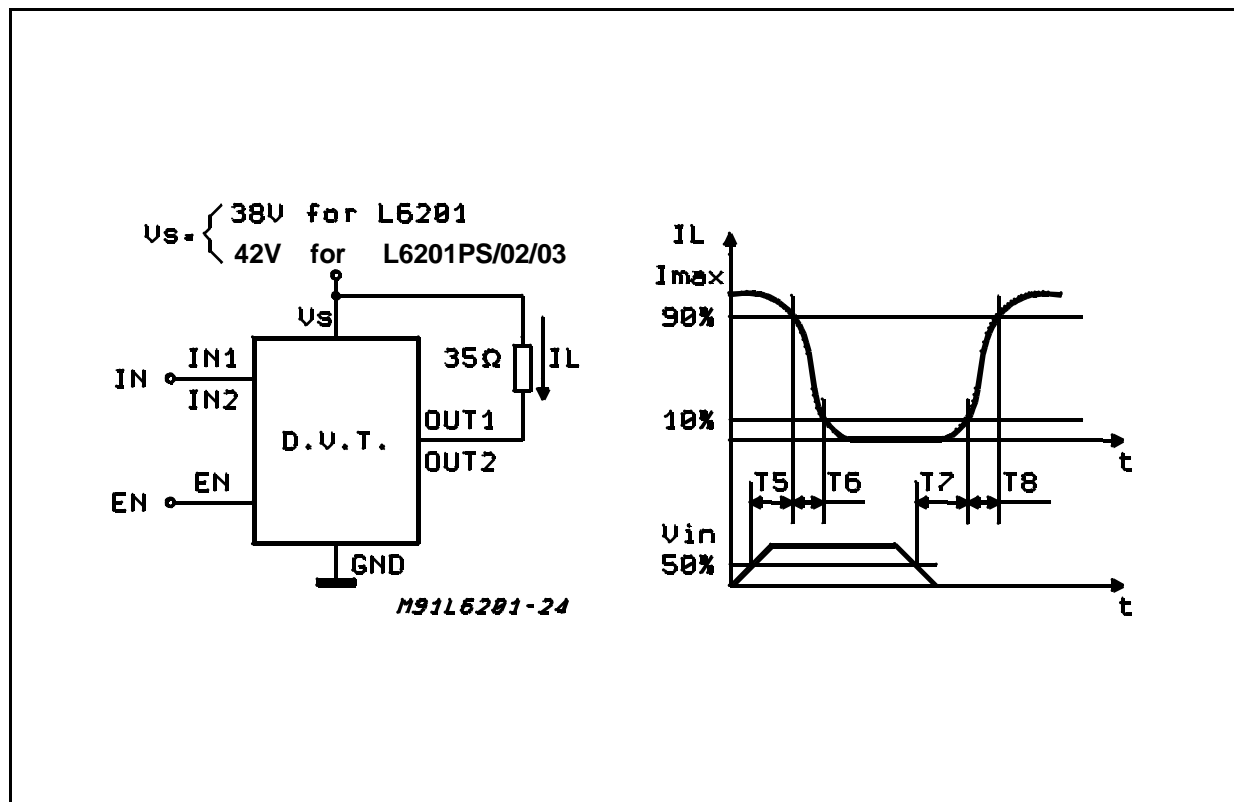 Vs=
38V for L6201
42V for L6201PS/02/03
Vs
IN
IN1
IN2
EN
EN
D.U.T.
OUT1
OUT2
35Ω
IL
GND
M91L6201-24
IL
Imax
90%
10%
t
T5
T6
T7
T8
Vin
50%
t